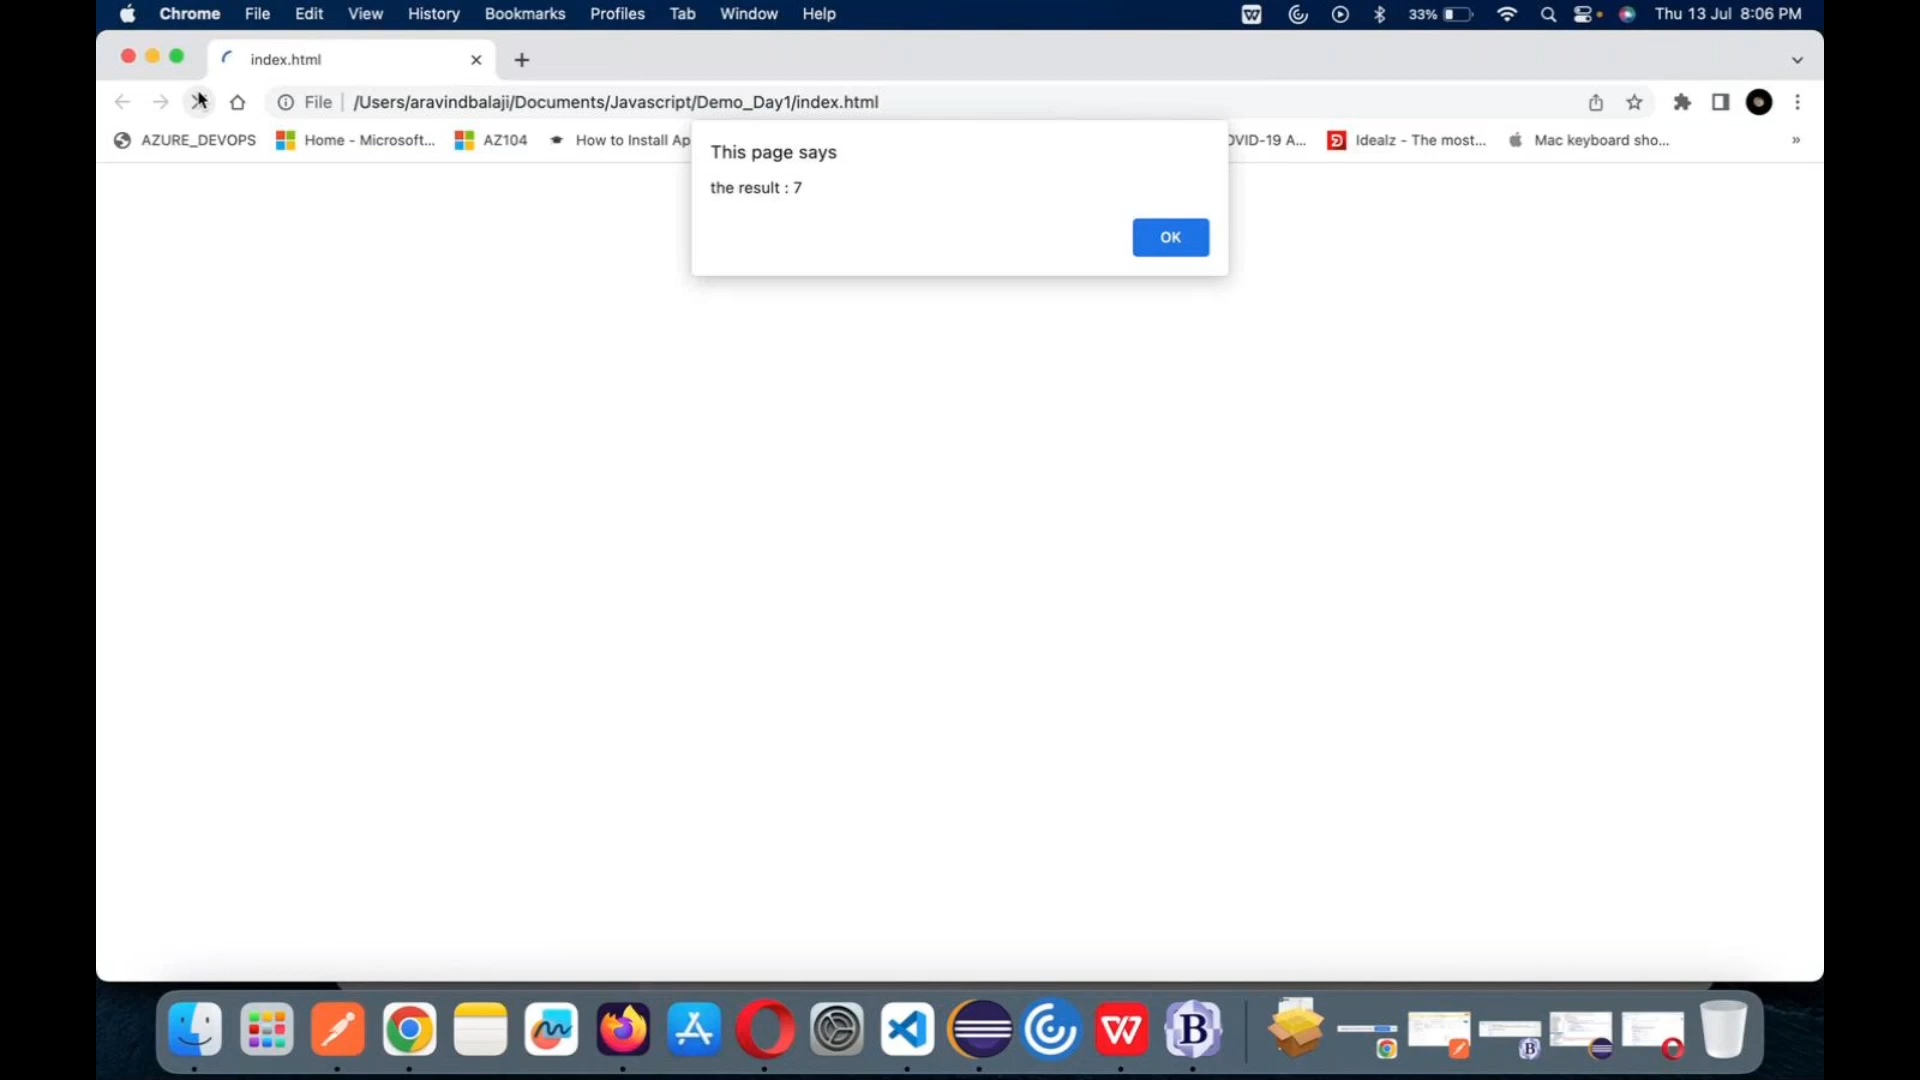 Chrome File Edit View History Bookmarks Profiles Tab Window Help 33% Thu 13 Jul 8:06 PM
index.html
File /Users/aravindbalaji/Documents/Javascript/Demo_Day1/index.html
AZURE_DEVOPS Home - Microsoft... AZ104 How to Install Ap OVID-19 A... Idealz - The most... Mac keyboard sho... »
This page says
the result : 7
OK